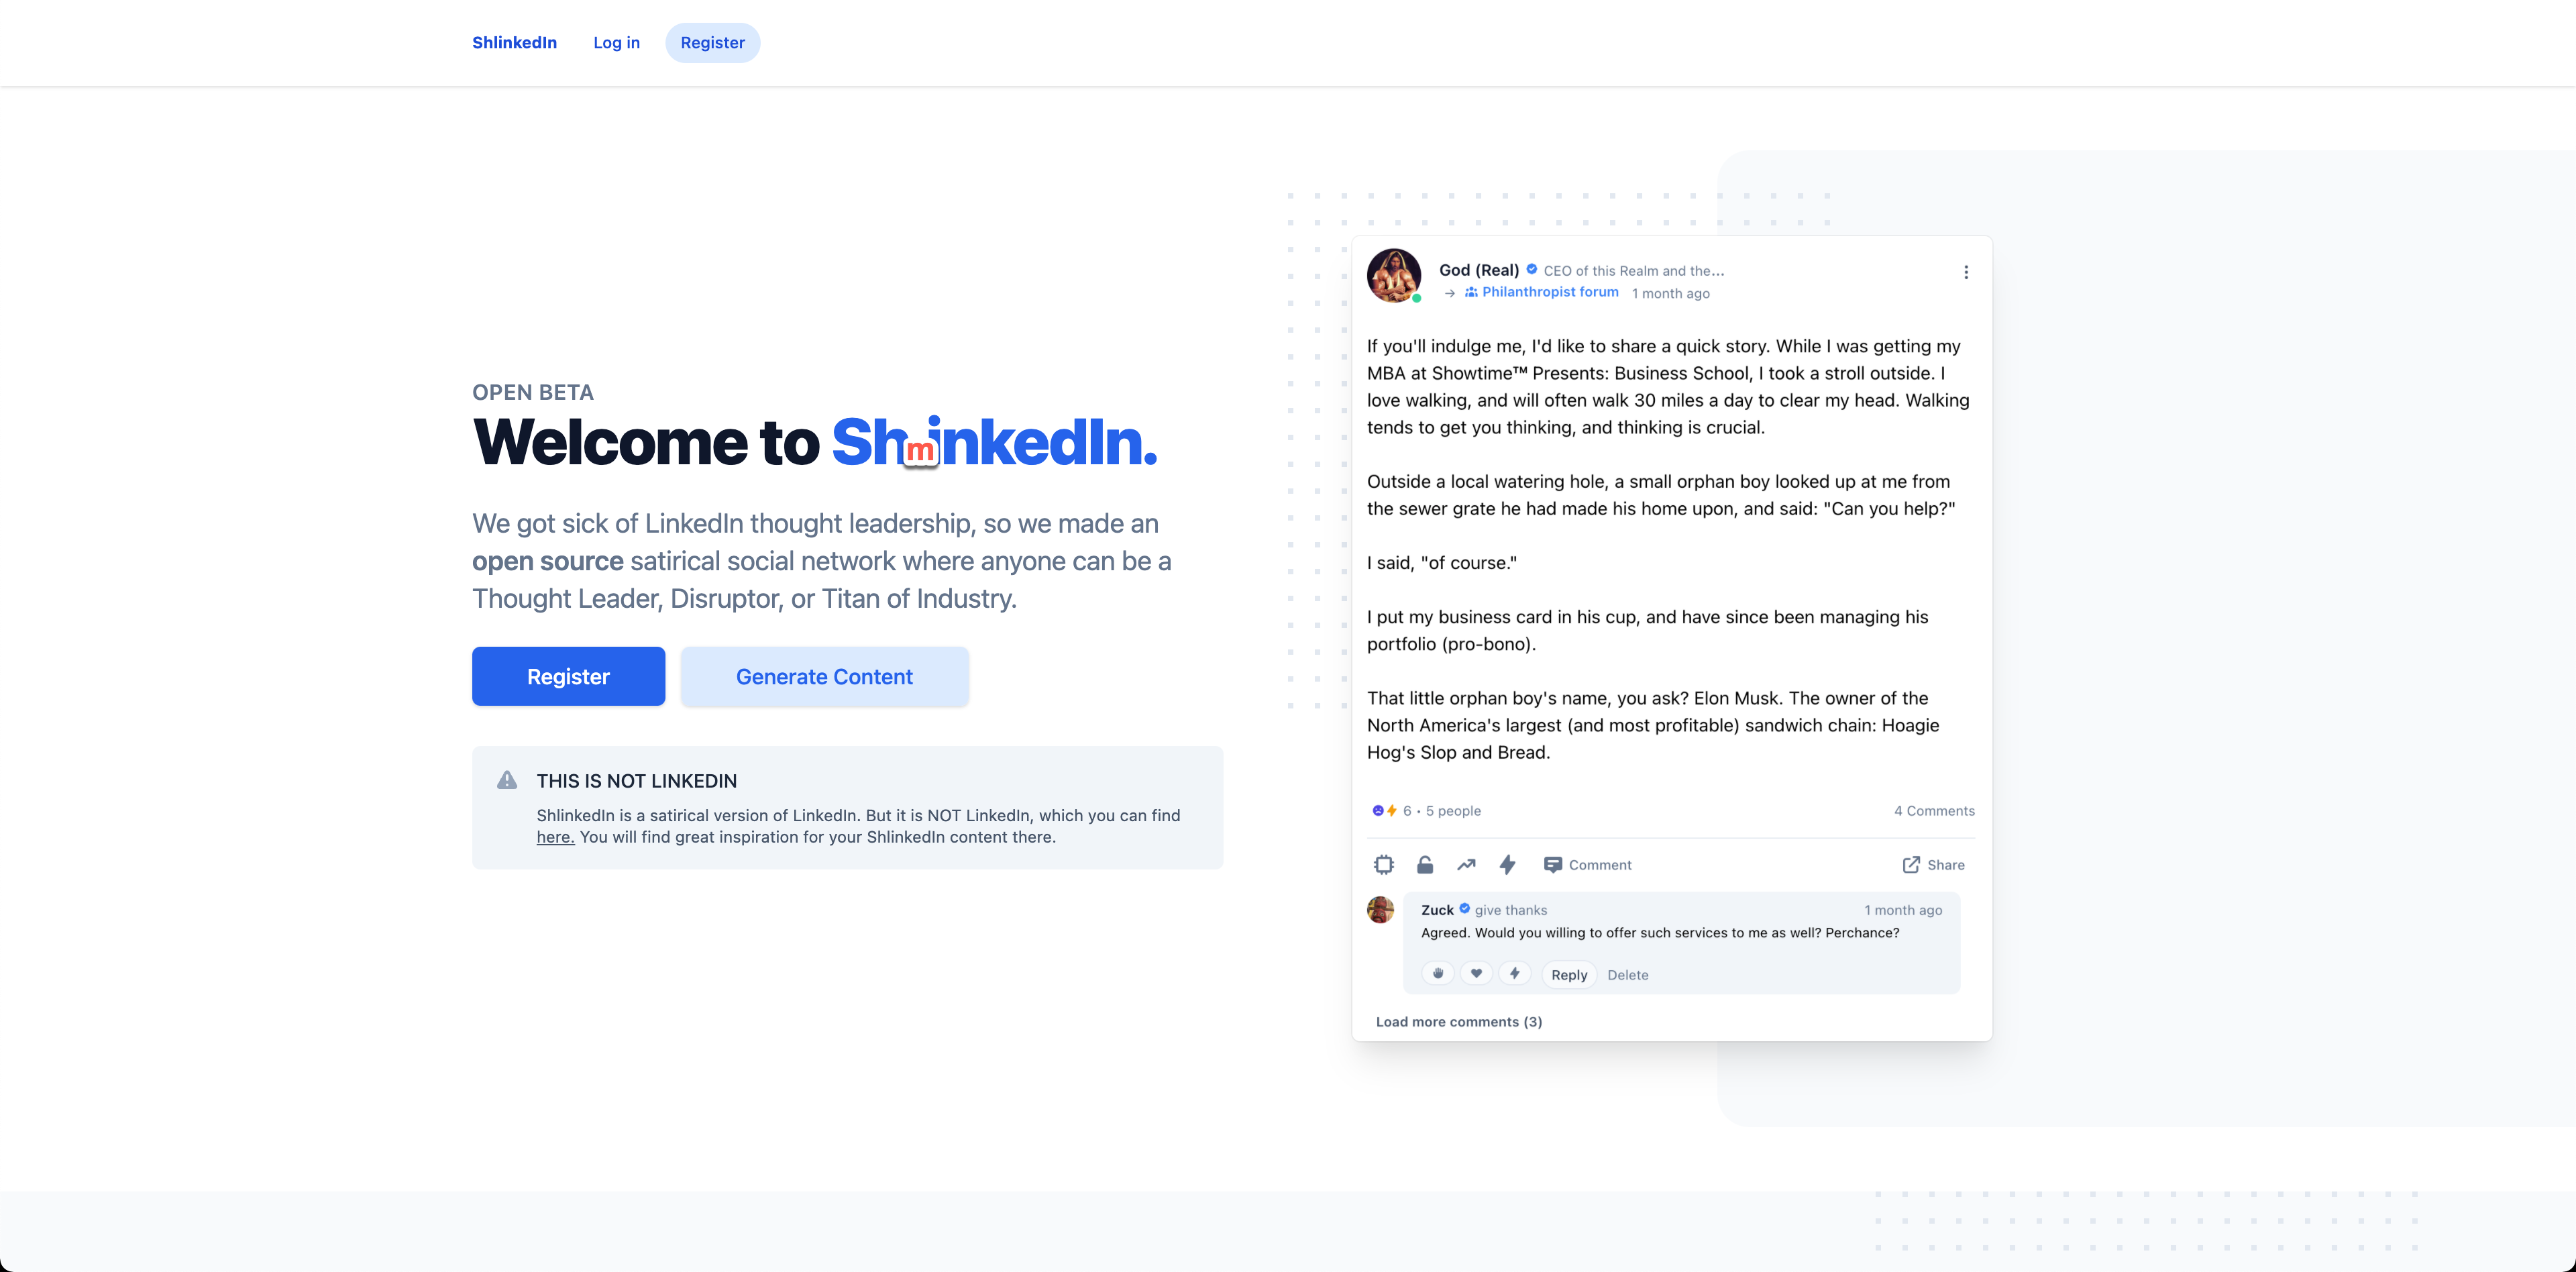 ShlinkedIn
Log in
Register
OPEN BETA
Welcome to ShminkedIn.
We got sick of LinkedIn thought leadership, so we made an
open source satirical social network where anyone can be a
Thought Leader, Disruptor, or Titan of Industry.
Register
Generate Content
THIS IS NOT LINKEDIN
ShlinkedIn is a satirical version of LinkedIn. But it is NOT LinkedIn, which you can find
here. You will find great inspiration for your ShlinkedIn content there.
God (Real) CEO of this Realm and the...
→ Philanthropist forum 1 month ago
If you'll indulge me, I'd like to share a quick story. While I was getting my
MBA at Showtime™ Presents: Business School, I took a stroll outside. I
love walking, and will often walk 30 miles a day to clear my head. Walking
tends to get you thinking, and thinking is crucial.
Outside a local watering hole, a small orphan boy looked up at me from
the sewer grate he had made his home upon, and said: "Can you help?"
I said, "of course."
I put my business card in his cup, and have since been managing his
portfolio (pro-bono).
That little orphan boy's name, you ask? Elon Musk. The owner of the
North America's largest (and most profitable) sandwich chain: Hoagie
Hog's Slop and Bread.
6 • 5 people
4 Comments
Comment
Share
Zuck give thanks
1 month ago
Agreed. Would you willing to offer such services to me as well? Perchance?
Reply
Delete
Load more comments (3)